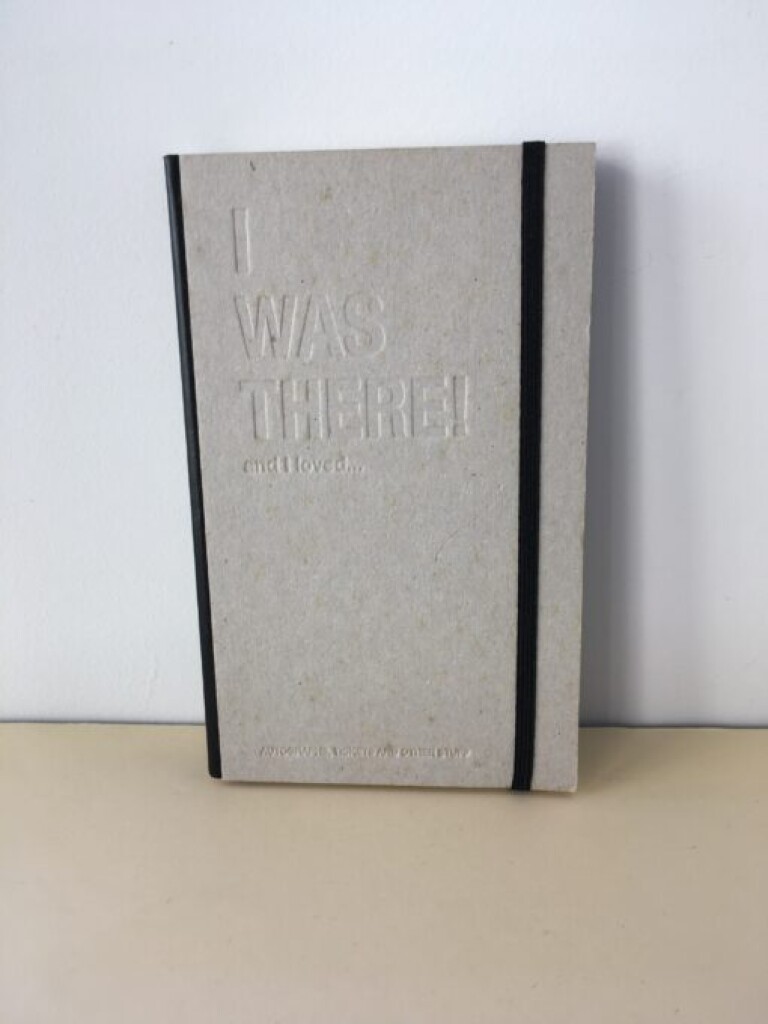 I
WAS
THERE!
and I loved...
AUTOGRAPHS, TICKETS AND OTHER STUFF